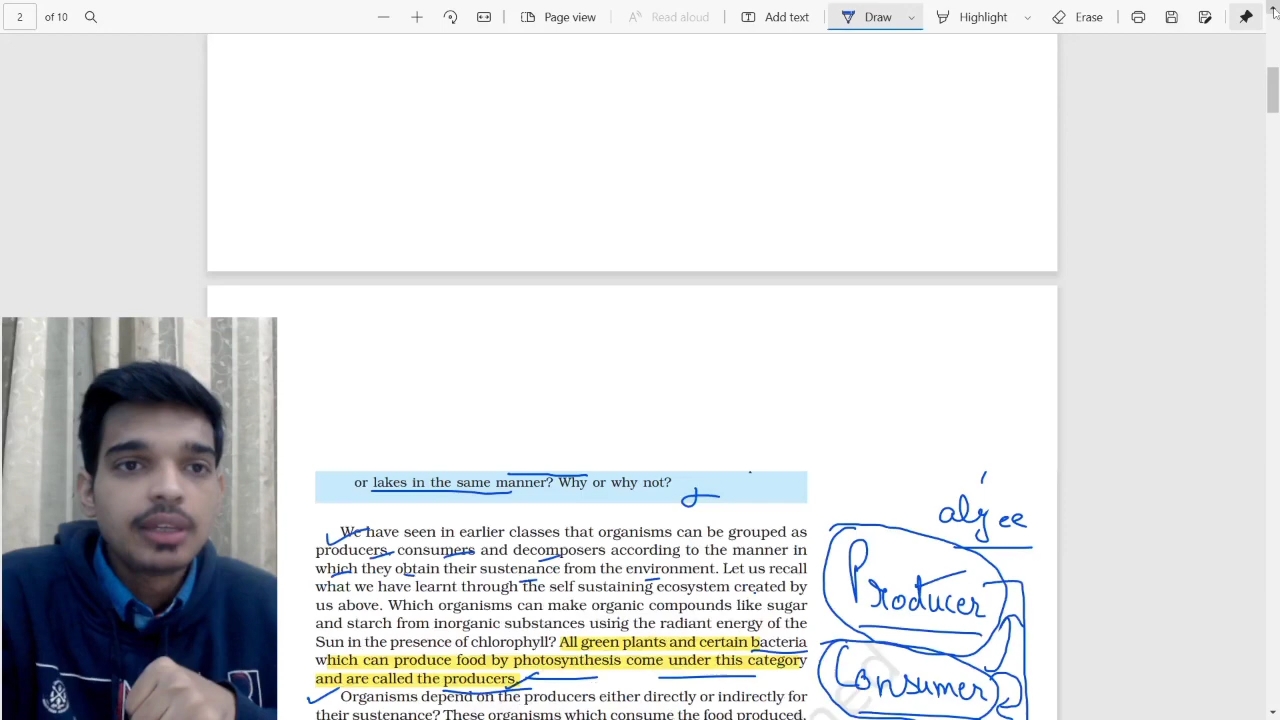 2 of 10 Page view Read aloud Add text Draw Highlight Erase
or lakes in the same manner? Why or why not?
We have seen in earlier classes that organisms can be grouped as
producers, consumers and decomposers according to the manner in
which they obtain their sustenance from the environment. Let us recall
what we have learnt through the self sustaining ecosystem created by
us above. Which organisms can make organic compounds like sugar
and starch from inorganic substances using the radiant energy of the
Sun in the presence of chlorophyll? All green plants and certain bacteria
which can produce food by photosynthesis come under this category
and are called the producers.
Organisms depend on the producers either directly or indirectly for
their sustenance? These organisms which consume the food produced,
Producer
Consumer